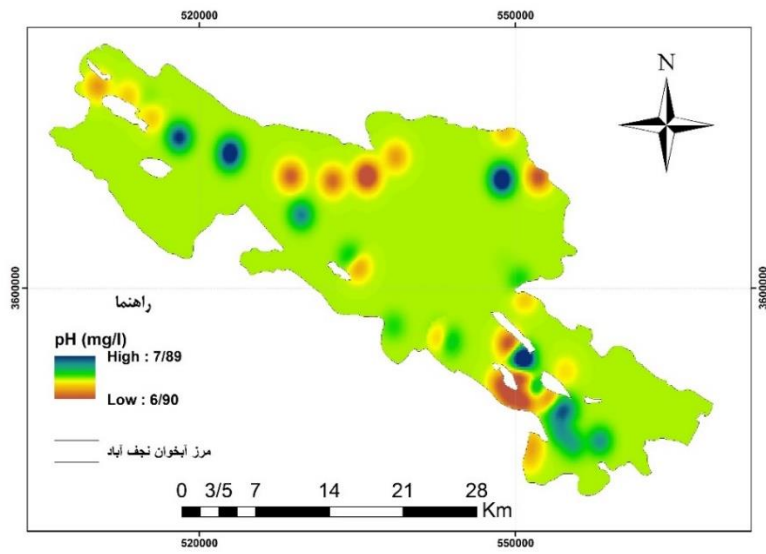 520000 550000
N
3600000 3600000
راهنما
pH (mg/l)
High : 7/89
Low : 6/90
مرز آبخوان نجف آباد
0 3/5 7 14 21 28
Km
520000 550000